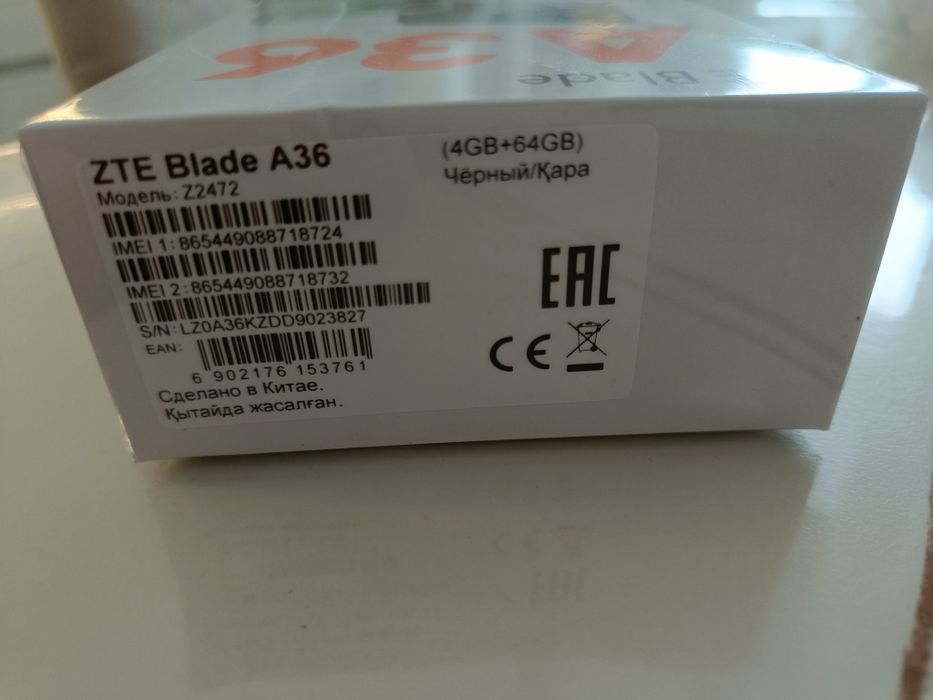 A 36
E Blade
ZTE Blade A36
Модель: Z2472
IMEI 1: 865449088718724
IMEI 2: 865449088718732
S/N: LZ0A36KZDD9023827
EAN:
6 902176 153761
Сделано в Китае.
Қытайда жасалған.
(4GB+64GB)
Чёрный/Қара
EAC
CE